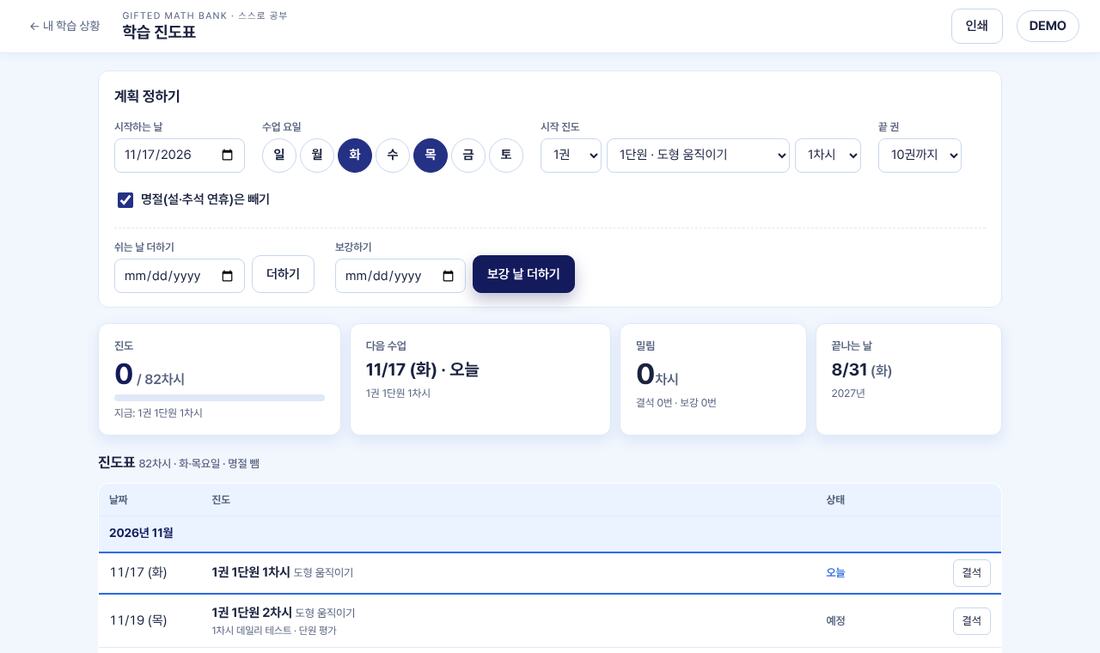 ← 내 학습 상황
GIFTED MATH BANK · 스스로 공부
학습 진도표
인쇄
DEMO
계획 정하기
시작하는 날
수업 요일
시작 진도
끝 권
11/17/2026
일 월 화 수 목 금 토
1권
1단원 · 도형 움직이기
1차시
10권까지
명절(설·추석 연휴)은 빼기
쉬는 날 더하기
보강하기
mm/dd/yyyy
더하기
mm/dd/yyyy
보강 날 더하기
진도
0 / 82차시
지금: 1권 1단원 1차시
다음 수업
11/17 (화) · 오늘
1권 1단원 1차시
밀림
0차시
결석 0번 · 보강 0번
끝나는 날
8/31 (화)
2027년
진도표 82차시 · 화·목요일 · 명절 뺌
날짜 진도 상태
2026년 11월
11/17 (화) 1권 1단원 1차시 도형 움직이기 오늘 결석
11/19 (목) 1권 1단원 2차시 도형 움직이기 예정 결석
1차시 데일리 테스트 · 단원 평가